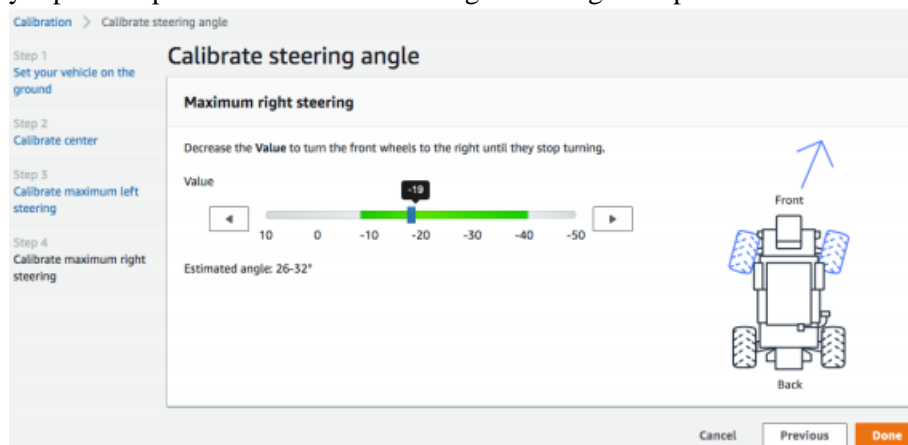 Calibration > Calibrate steering angle
Step 1
Set your vehicle on the
ground
Step 2
Calibrate center
Step 3
Calibrate maximum left
steering
Step 4
Calibrate maximum right
steering
Calibrate steering angle
Maximum right steering
Decrease the Value to turn the front wheels to the right until they stop turning.
Value
-19
10 0 -10 -20 -30 -40 -50
Estimated angle: 26-32°
Front
Back
Cancel Previous Done